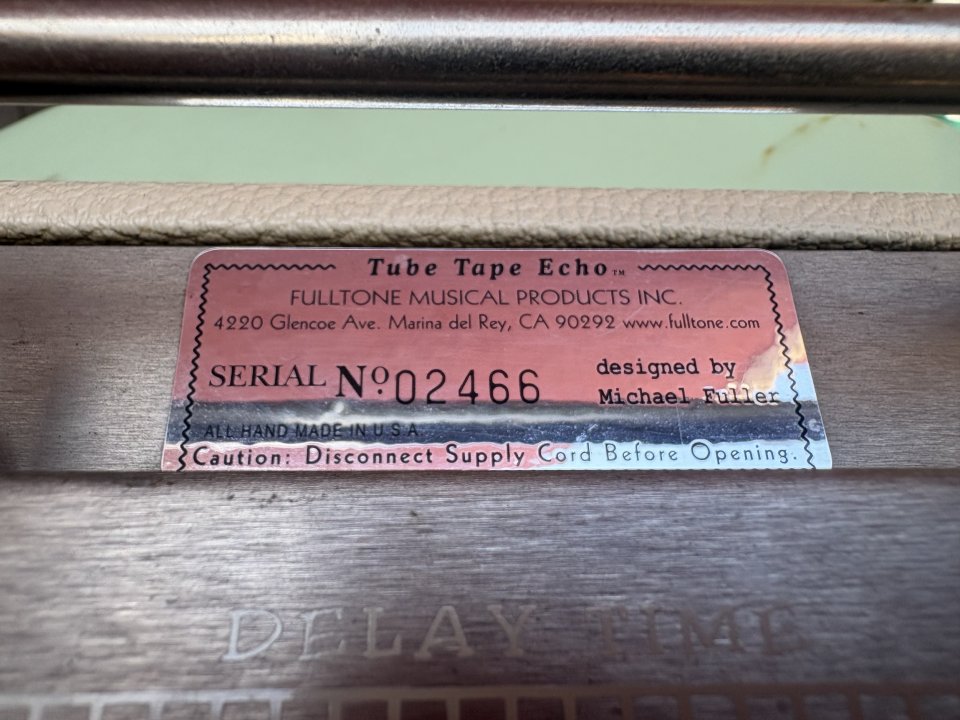 Tube Tape Echo™
FULLTONE MUSICAL PRODUCTS INC.
4220 Glencoe Ave. Marina del Rey, CA 90292 www.fulltone.com
SERIAL No. 02466
designed by
Michael Fuller
ALL HAND MADE IN U.S.A.
Caution: Disconnect Supply Cord Before Opening.
DELAY TIME